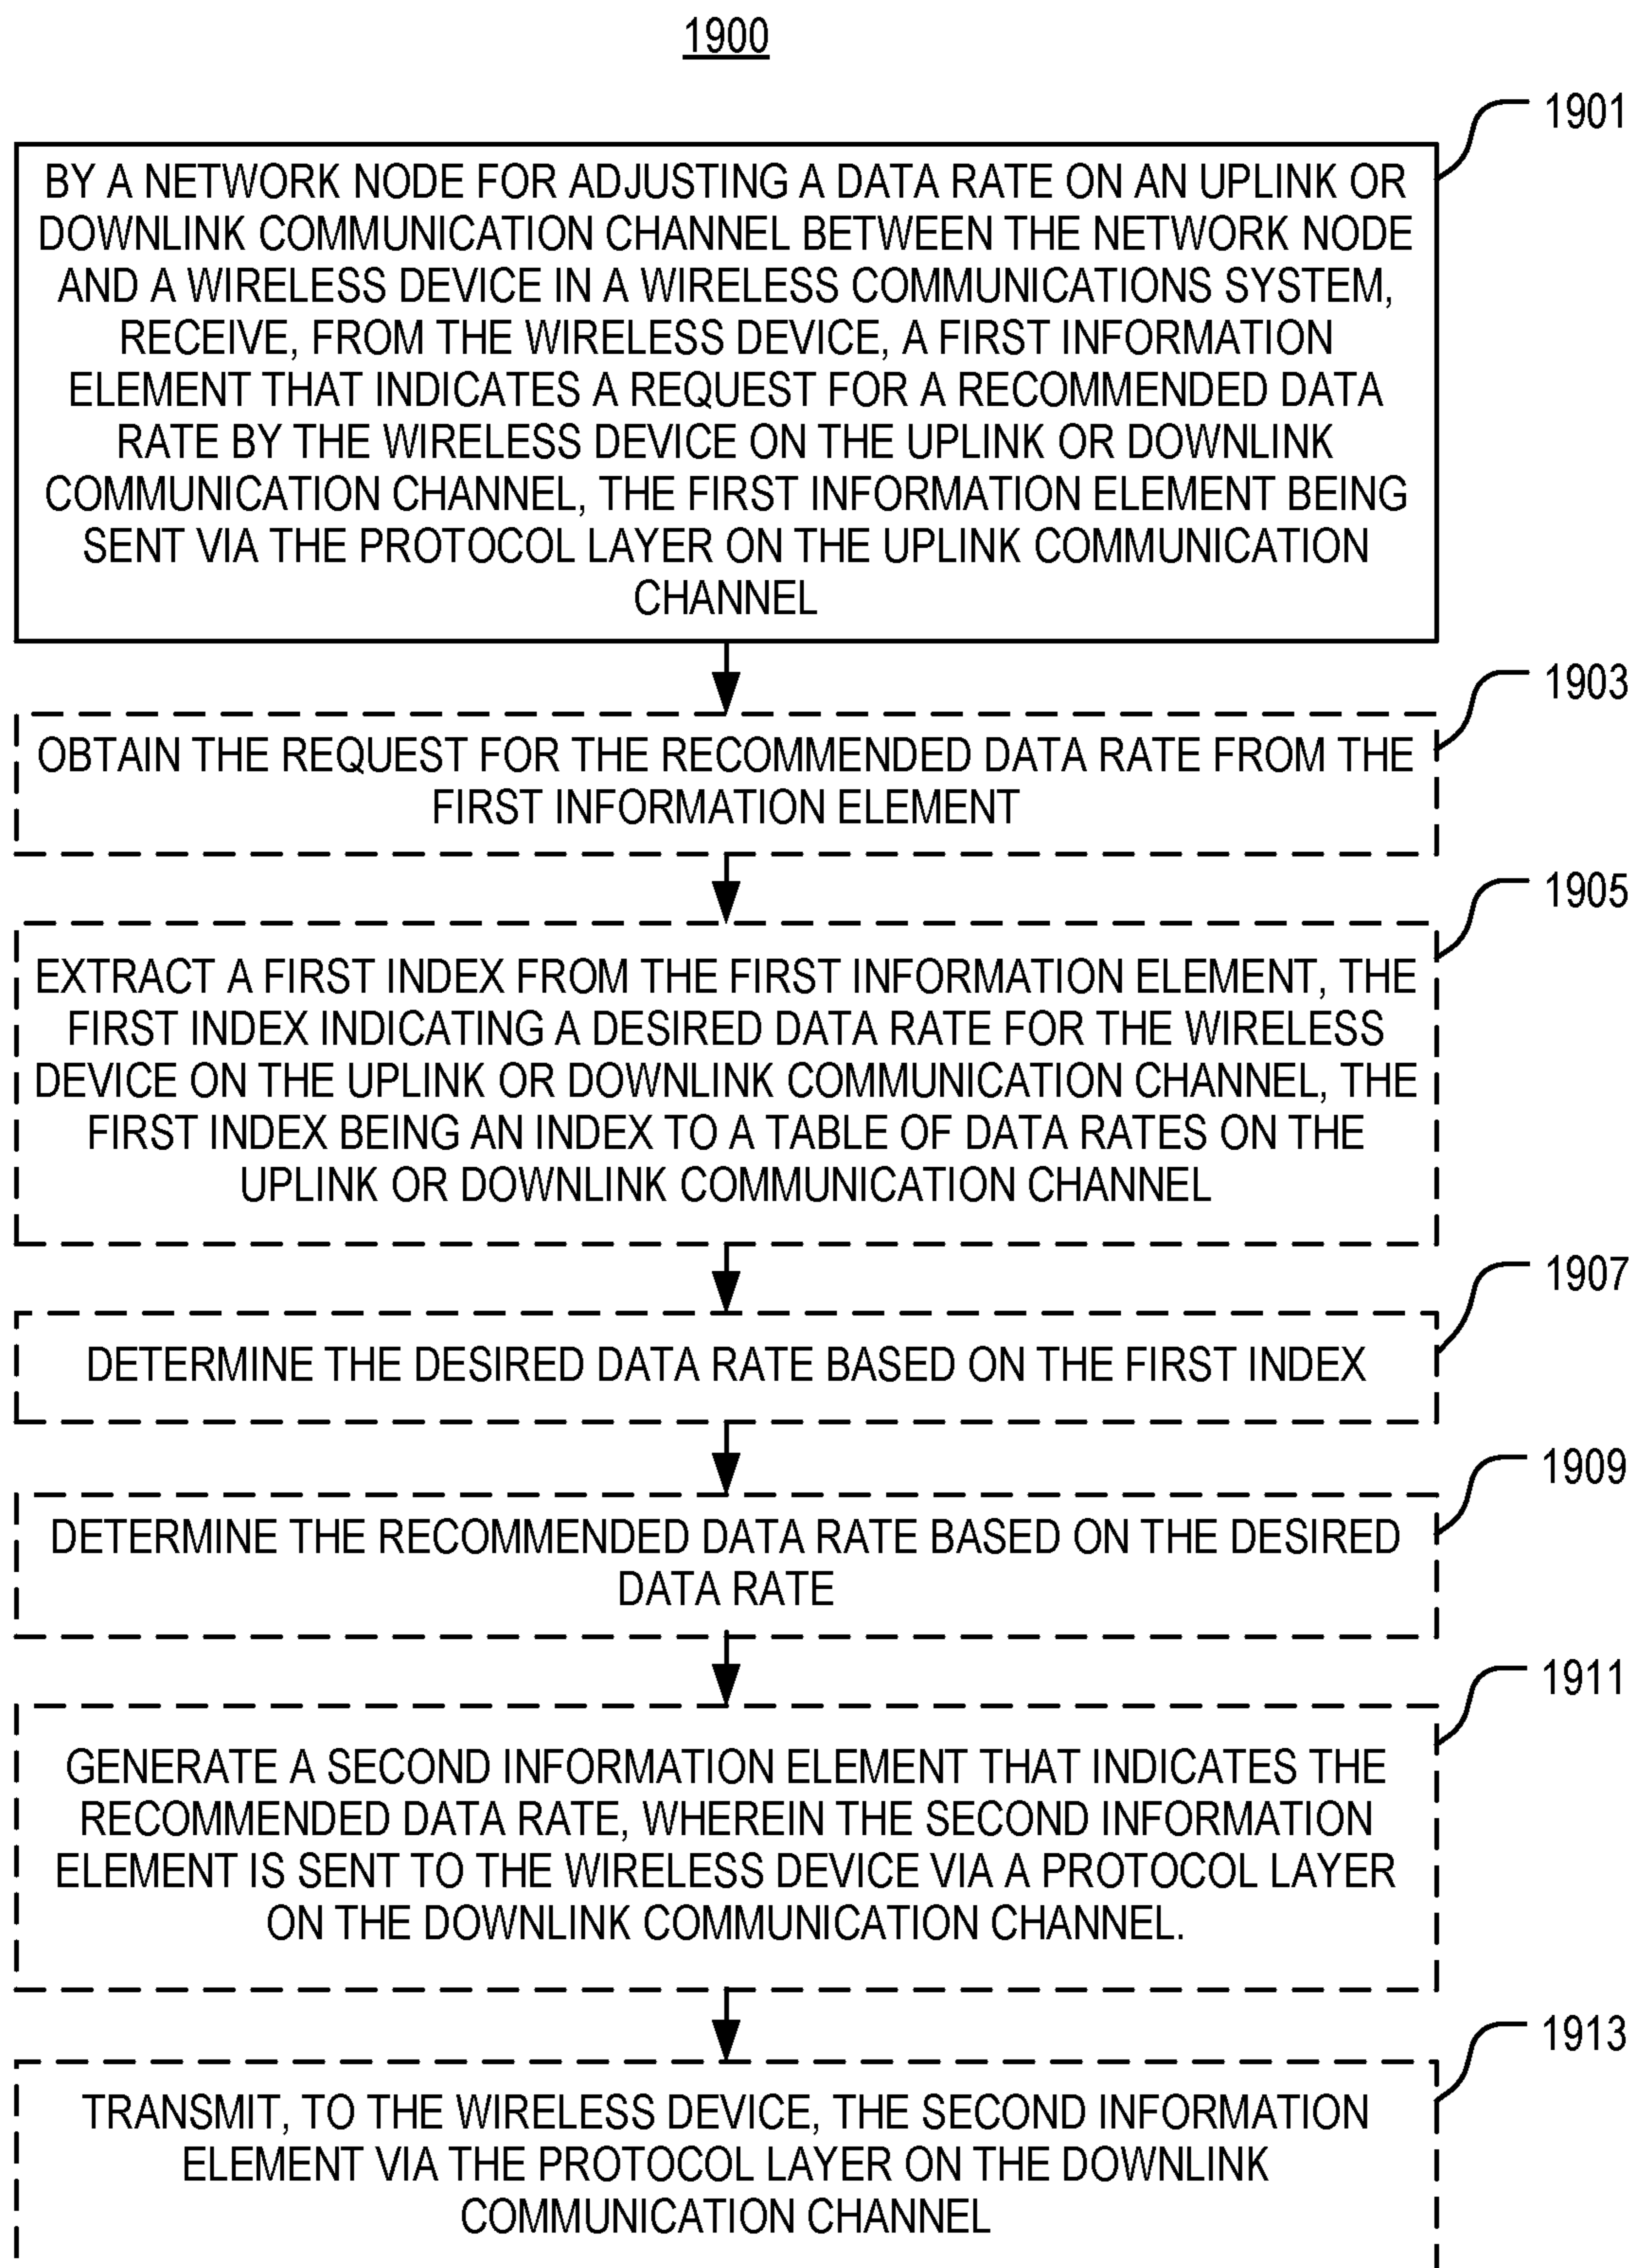 1900
1901
BY A NETWORK NODE FOR ADJUSTING A DATA RATE ON AN UPLINK OR
DOWNLINK COMMUNICATION CHANNEL BETWEEN THE NETWORK NODE
AND A WIRELESS DEVICE IN A WIRELESS COMMUNICATIONS SYSTEM,
RECEIVE, FROM THE WIRELESS DEVICE, A FIRST INFORMATION
ELEMENT THAT INDICATES A REQUEST FOR A RECOMMENDED DATA
RATE BY THE WIRELESS DEVICE ON THE UPLINK OR DOWNLINK
COMMUNICATION CHANNEL, THE FIRST INFORMATION ELEMENT BEING
SENT VIA THE PROTOCOL LAYER ON THE UPLINK COMMUNICATION
CHANNEL
1903
OBTAIN THE REQUEST FOR THE RECOMMENDED DATA RATE FROM THE
FIRST INFORMATION ELEMENT
1905
EXTRACT A FIRST INDEX FROM THE FIRST INFORMATION ELEMENT, THE
FIRST INDEX INDICATING A DESIRED DATA RATE FOR THE WIRELESS
DEVICE ON THE UPLINK OR DOWNLINK COMMUNICATION CHANNEL, THE
FIRST INDEX BEING AN INDEX TO A TABLE OF DATA RATES ON THE
UPLINK OR DOWNLINK COMMUNICATION CHANNEL
1907
DETERMINE THE DESIRED DATA RATE BASED ON THE FIRST INDEX
1909
DETERMINE THE RECOMMENDED DATA RATE BASED ON THE DESIRED
DATA RATE
1911
GENERATE A SECOND INFORMATION ELEMENT THAT INDICATES THE
RECOMMENDED DATA RATE, WHEREIN THE SECOND INFORMATION
ELEMENT IS SENT TO THE WIRELESS DEVICE VIA A PROTOCOL LAYER
ON THE DOWNLINK COMMUNICATION CHANNEL.
1913
TRANSMIT, TO THE WIRELESS DEVICE, THE SECOND INFORMATION
ELEMENT VIA THE PROTOCOL LAYER ON THE DOWNLINK
COMMUNICATION CHANNEL